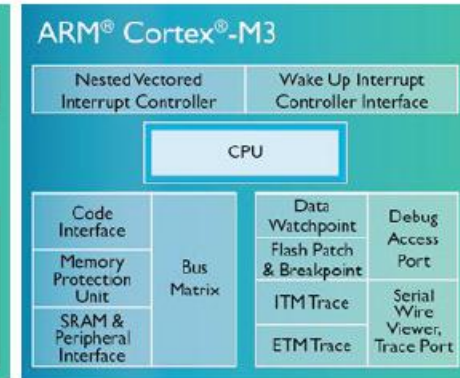 ARM® Cortex®-M3
Nested Vectored
Interrupt Controller
Wake Up Interrupt
Controller Interface
CPU
Code
Interface
Memory
Protection
Unit
SRAM &
Peripheral
Interface
Bus
Matrix
Data
Watchpoint
Flash Patch
& Breakpoint
ITM Trace
ETM Trace
Debug
Access
Port
Serial
Wire
Viewer,
Trace Port